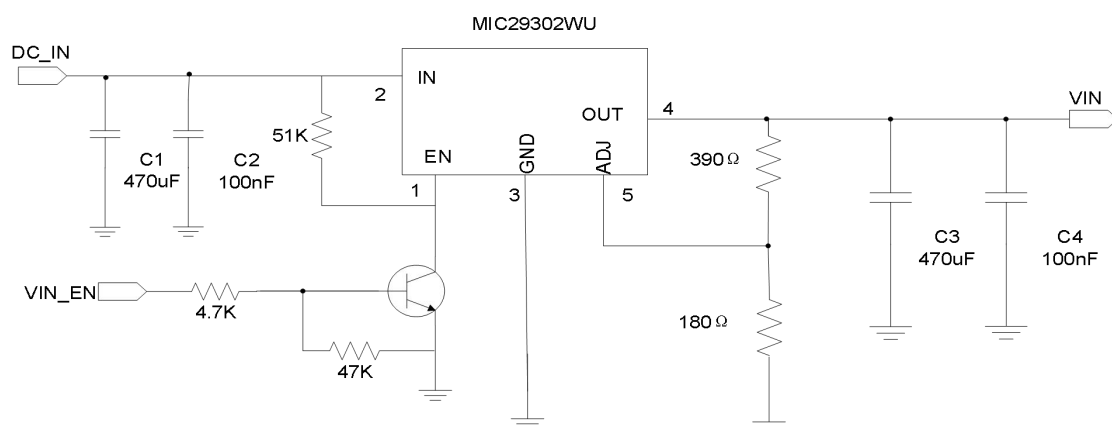 MIC29302WU
DC_IN
IN
2
51K
EN
1
GND
3
OUT
ADJ
5
4
VIN
390Ω
180Ω
C1
470uF
C2
100nF
C3
470uF
C4
100nF
VIN_EN
4.7K
47K